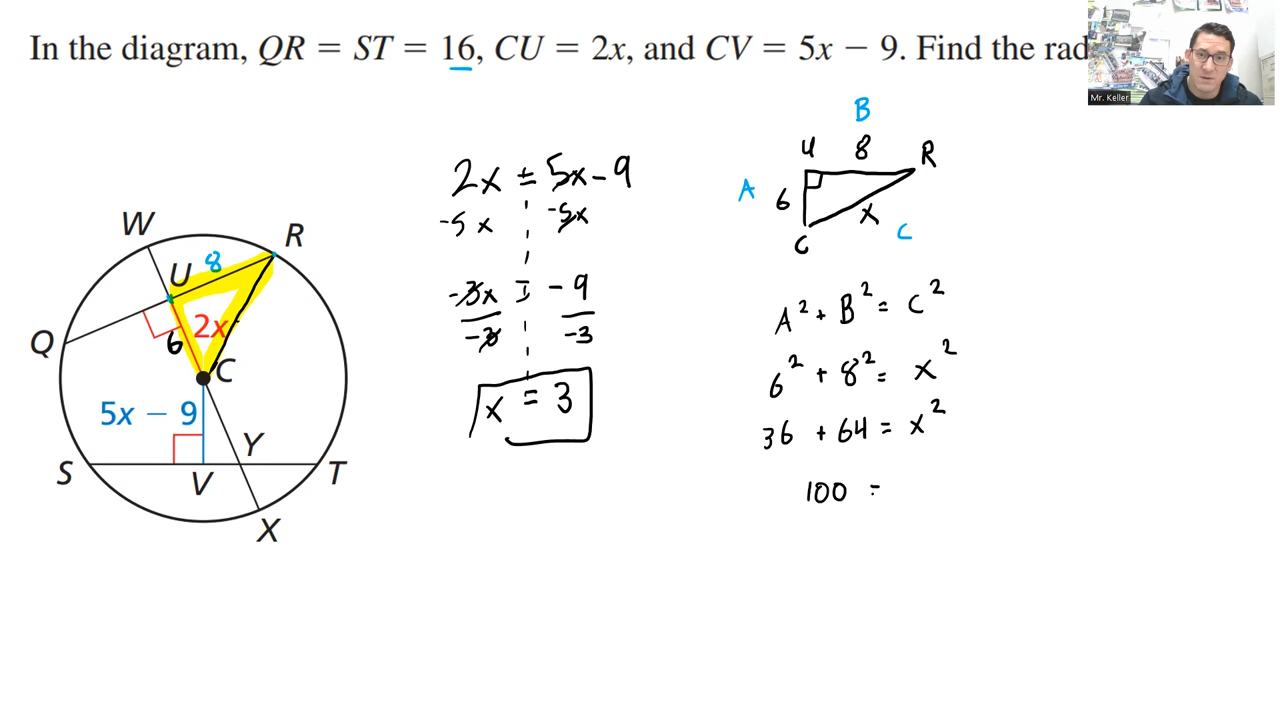 In the diagram, QR = ST = 16, CU = 2x, and CV = 5x − 9. Find the rad
Mr. Keller
2x = 5x - 9
-5x -5x
-3x = -9
-3 -3
x = 3
B
U 8 R
A 6 x
C C
A² + B² = C²
6² + 8² = x²
36 + 64 = x²
100 =
W R
U 8
Q 6 2x
C
5x − 9
Y
S V T
X